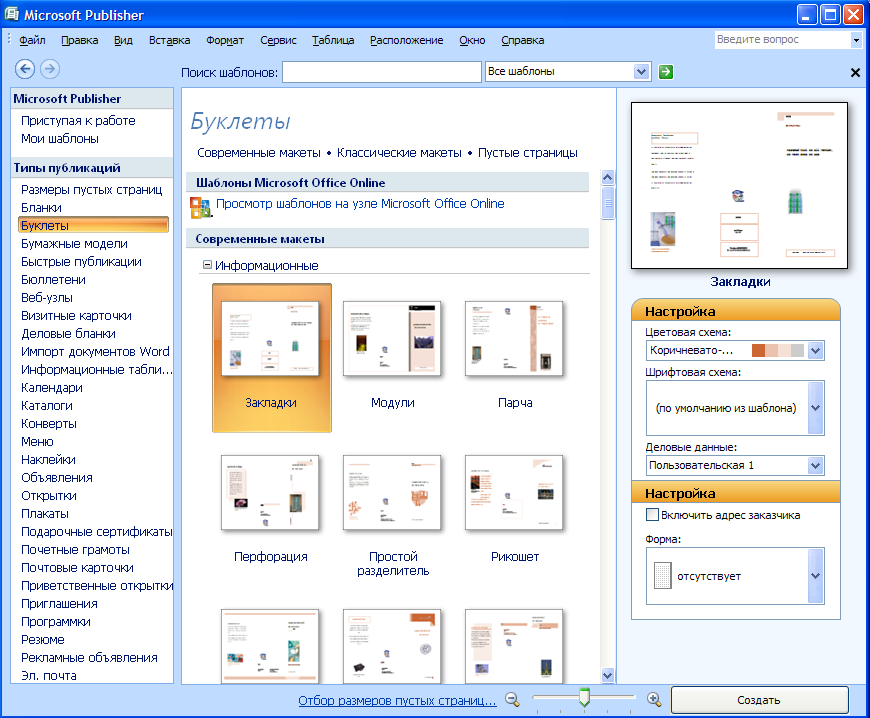 Microsoft Publisher
Файл Правка Вид Вставка Формат Сервис Таблица Расположение Окно Справка
Введите вопрос
Поиск шаблонов:
Все шаблоны
Microsoft Publisher
Приступая к работе
Мои шаблоны
Типы публикаций
Размеры пустых страниц
Бланки
Буклеты
Бумажные модели
Быстрые публикации
Бюллетени
Веб-узлы
Визитные карточки
Деловые бланки
Импорт документов Word
Информационные табли...
Календари
Каталоги
Конверты
Меню
Наклейки
Объявления
Открытки
Плакаты
Подарочные сертификаты
Почетные грамоты
Почтовые карточки
Приветственные открытки
Приглашения
Программки
Резюме
Рекламные объявления
Эл. почта
Буклеты
Современные макеты • Классические макеты • Пустые страницы
Шаблоны Microsoft Office Online
Просмотр шаблонов на узле Microsoft Office Online
Современные макеты
Информационные
Закладки
Модули
Парча
Перфорация
Простой
разделитель
Рикошет
Закладки
Настройка
Цветовая схема:
Коричневато-...
Шрифтовая схема:
(по умолчанию из шаблона)
Деловые данные:
Пользовательская 1
Настройка
Включить адрес заказчика
Форма:
отсутствует
Отбор размеров пустых страниц...
Создать